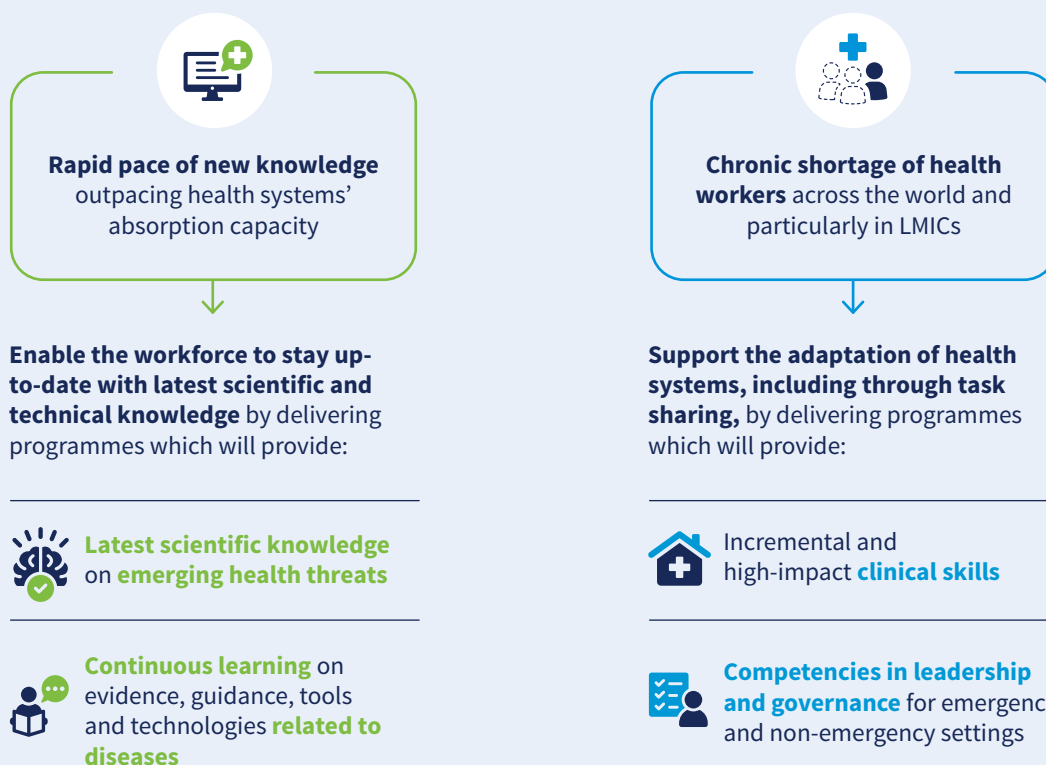 Rapid pace of new knowledge
outpacing health systems’
absorption capacity
Enable the workforce to stay up-
to-date with latest scientific and
technical knowledge by delivering
programmes which will provide:
Latest scientific knowledge
on emerging health threats
Continuous learning on
evidence, guidance, tools
and technologies related to
diseases
Chronic shortage of health
workers across the world and
particularly in LMICs
Support the adaptation of health
systems, including through task
sharing, by delivering programmes
which will provide:
Incremental and
high-impact clinical skills
Competencies in leadership
and governance for emergenc
and non-emergency settings